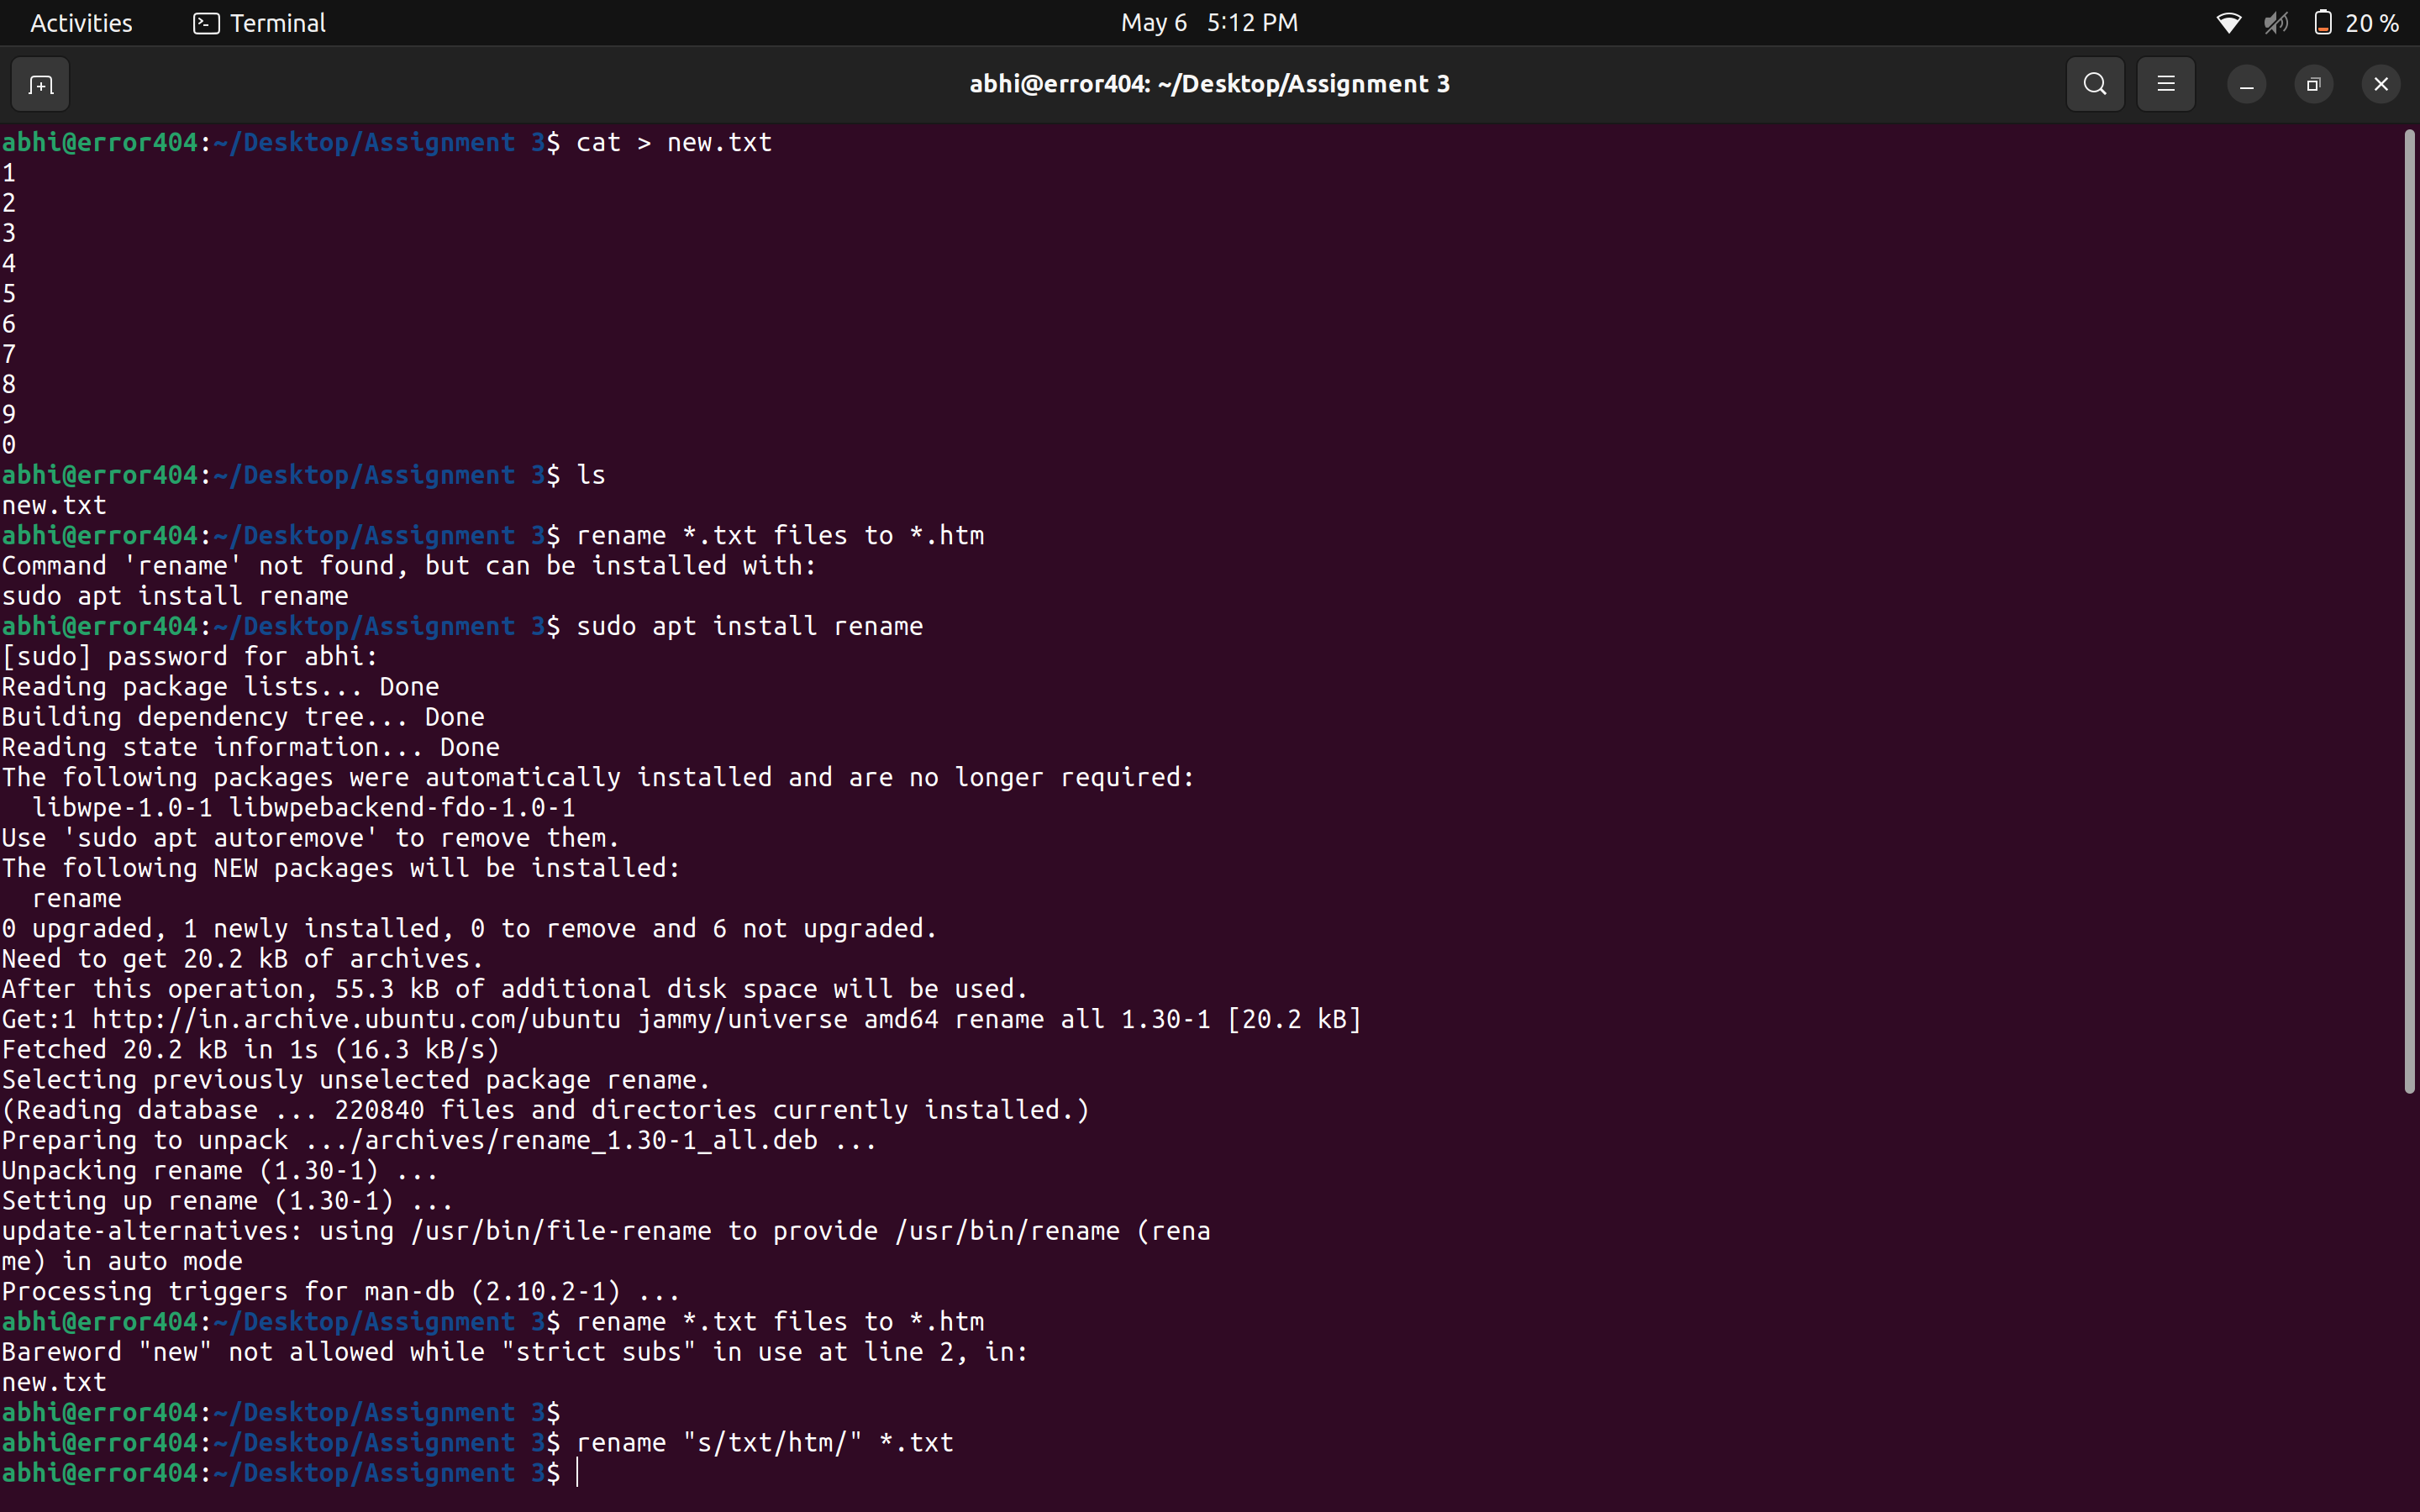 Activities Terminal May 6 5:12 PM 20 %
abhi@error404: ~/Desktop/Assignment 3
abhi@error404:~/Desktop/Assignment 3$ cat > new.txt
1
2
3
4
5
6
7
8
9
0
abhi@error404:~/Desktop/Assignment 3$ ls
new.txt
abhi@error404:~/Desktop/Assignment 3$ rename *.txt files to *.htm
Command 'rename' not found, but can be installed with:
sudo apt install rename
abhi@error404:~/Desktop/Assignment 3$ sudo apt install rename
[sudo] password for abhi:
Reading package lists... Done
Building dependency tree... Done
Reading state information... Done
The following packages were automatically installed and are no longer required:
  libwpe-1.0-1 libwpebackend-fdo-1.0-1
Use 'sudo apt autoremove' to remove them.
The following NEW packages will be installed:
  rename
0 upgraded, 1 newly installed, 0 to remove and 6 not upgraded.
Need to get 20.2 kB of archives.
After this operation, 55.3 kB of additional disk space will be used.
Get:1 http://in.archive.ubuntu.com/ubuntu jammy/universe amd64 rename all 1.30-1 [20.2 kB]
Fetched 20.2 kB in 1s (16.3 kB/s)
Selecting previously unselected package rename.
(Reading database ... 220840 files and directories currently installed.)
Preparing to unpack .../archives/rename_1.30-1_all.deb ...
Unpacking rename (1.30-1) ...
Setting up rename (1.30-1) ...
update-alternatives: using /usr/bin/file-rename to provide /usr/bin/rename (rena
me) in auto mode
Processing triggers for man-db (2.10.2-1) ...
abhi@error404:~/Desktop/Assignment 3$ rename *.txt files to *.htm
Bareword "new" not allowed while "strict subs" in use at line 2, in:
new.txt
abhi@error404:~/Desktop/Assignment 3$
abhi@error404:~/Desktop/Assignment 3$ rename "s/txt/htm/" *.txt
abhi@error404:~/Desktop/Assignment 3$